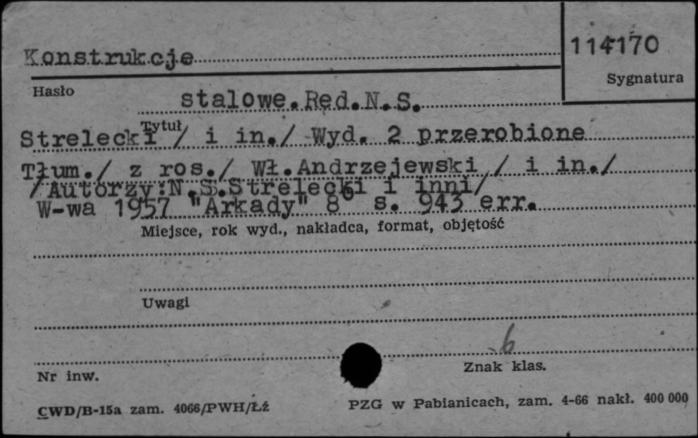 Konstrukcje
114170
Sygnatura
Hasło
stalowe.Red.N.S.
Tytuł
Strelecki / i in./ Wyd. 2 przerobione
Tłum./ z ros./ Wł.Andrzejewski / i in./
/Autorzy:N.S.Strelecki i inni/
W-wa 1957 "Arkady" 8° s. 943 err.
Miejsce, rok wyd., nakładca, format, objętość
Uwagi
6
Nr inw.
Znak klas.
CWD/B-15a zam. 4066/PWH/Łź
PZG w Pabianicach, zam. 4-66 nakł. 400 000